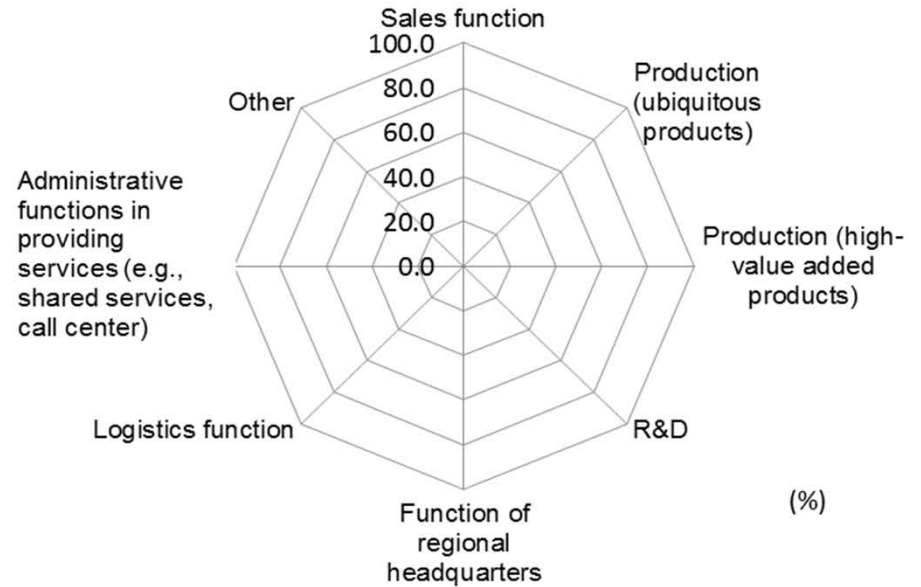 Sales function
100.0
80.0
60.0
40.0
20.0
0.0
Production
(ubiquitous
products)
Production (high-
value added
products)
R&D
Function of
regional
headquarters
Logistics function
Administrative
functions in
providing
services (e.g.,
shared services,
call center)
Other
(%)